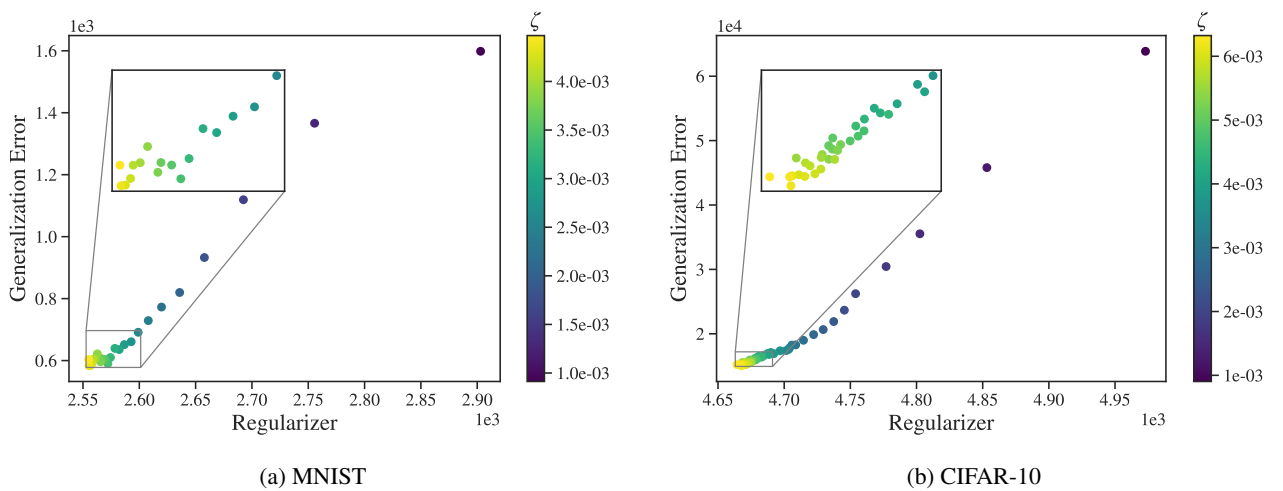 1e3
Generalization Error
1.6
1.4
1.2
1.0
0.8
0.6
2.55
2.60
2.65
2.70
2.75
2.80
2.85
2.90
Regularizer
1e3
ζ
4.0e-03
3.5e-03
3.0e-03
2.5e-03
2.0e-03
1.5e-03
1.0e-03
(a) MNIST
1e4
Generalization Error
6
4
3
2
4.65
4.70
4.75
4.80
4.85
4.90
4.95
Regularizer
1e3
ζ
6e-03
5e-03
4e-03
3e-03
2e-03
1e-03
(b) CIFAR-10